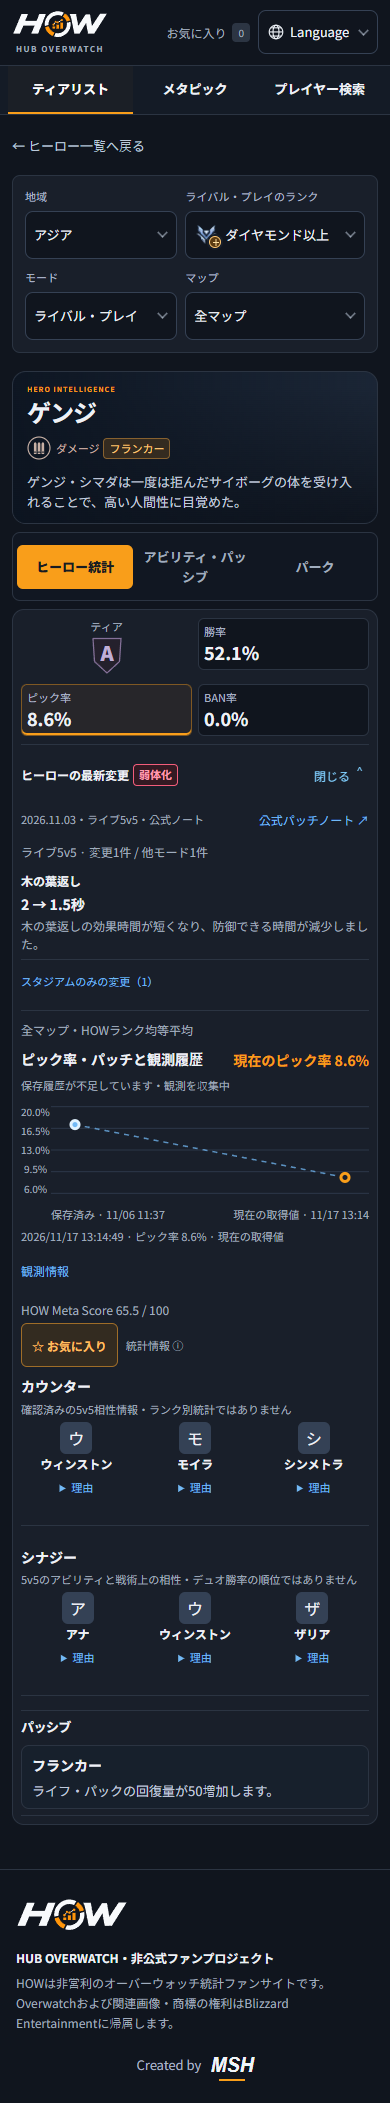 HOW
HUB OVERWATCH
お気に入り 0
Language
ティアリスト
メタピック
プレイヤー検索
← ヒーロー一覧へ戻る
地域
ライバル・プレイのランク
アジア
ダイヤモンド以上
モード
マップ
ライバル・プレイ
全マップ
HERO INTELLIGENCE
ゲンジ
ダメージ フランカー
ゲンジ・シマダは一度は拒んだサイボーグの体を受け入
れることで、高い人間性に目覚めた。
ヒーロー統計
アビリティ・パッ
シブ
パーク
ティア
A
勝率
52.1%
ピック率
8.6%
BAN率
0.0%
ヒーローの最新変更 弱体化
閉じる ^
2026.11.03・ライブ5v5・公式ノート
公式パッチノート ↗
ライブ5v5 · 変更1件 / 他モード1件
木の葉返し
2 → 1.5秒
木の葉返しの効果時間が短くなり、防御できる時間が減少しまし
た。
スタジアムのみの変更（1）
全マップ・HOWランク均等平均
ピック率・パッチと観測履歴
現在のピック率 8.6%
保存履歴が不足しています・観測を収集中
20.0%
16.5%
13.0%
9.5%
6.0%
保存済み · 11/06 11:37
現在の取得値 · 11/17 13:14
2026/11/17 13:14:49 · ピック率 8.6% · 現在の取得値
観測情報
HOW Meta Score 65.5 / 100
☆ お気に入り
統計情報 ⓘ
カウンター
確認済みの5v5相性情報・ランク別統計ではありません
ウ
モ
シ
ウィンストン
モイラ
シンメトラ
▶ 理由
▶ 理由
▶ 理由
シナジー
5v5のアビリティと戦術上の相性・デュオ勝率の順位ではありません
ア
ウ
ザ
アナ
ウィンストン
ザリア
▶ 理由
▶ 理由
▶ 理由
パッシブ
フランカー
ライフ・パックの回復量が50増加します。
HOW
HUB OVERWATCH・非公式ファンプロジェクト
HOWは非営利のオーバーウォッチ統計ファンサイトです。
Overwatchおよび関連画像・商標の権利はBlizzard
Entertainmentに帰属します。
Created by MSH